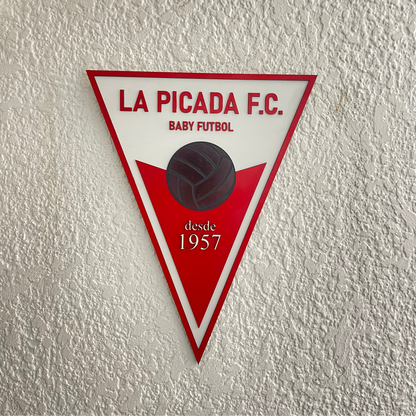 LA PICADA F.C.
BABY FUTBOL
desde
1957